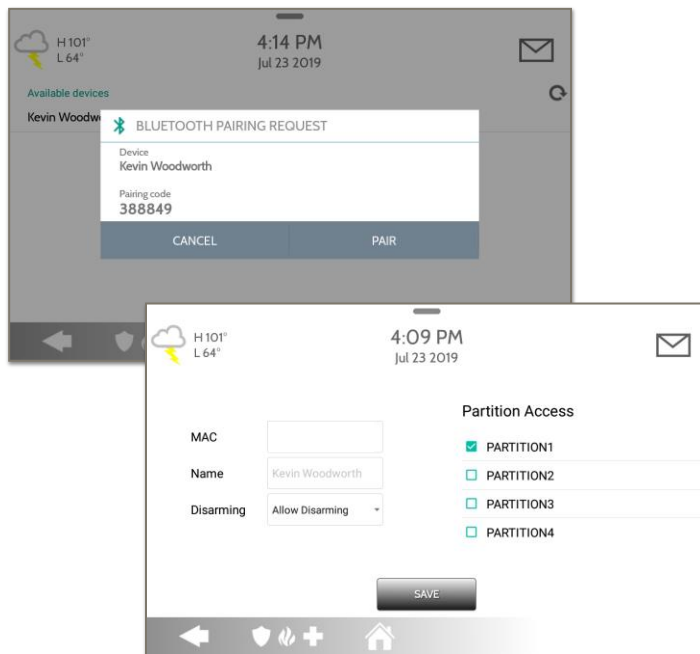 H 101°
L 64°
4:14 PM
Jul 23 2019
Available devices
Kevin Woodw
BLUETOOTH PAIRING REQUEST
Device
Kevin Woodworth
Pairing code
388849
CANCEL
PAIR
H 101°
L 64°
4:09 PM
Jul 23 2019
Partition Access
MAC
PARTITION1
Name
Kevin Woodworth
PARTITION2
Disarming
Allow Disarming
PARTITION3
PARTITION4
SAVE